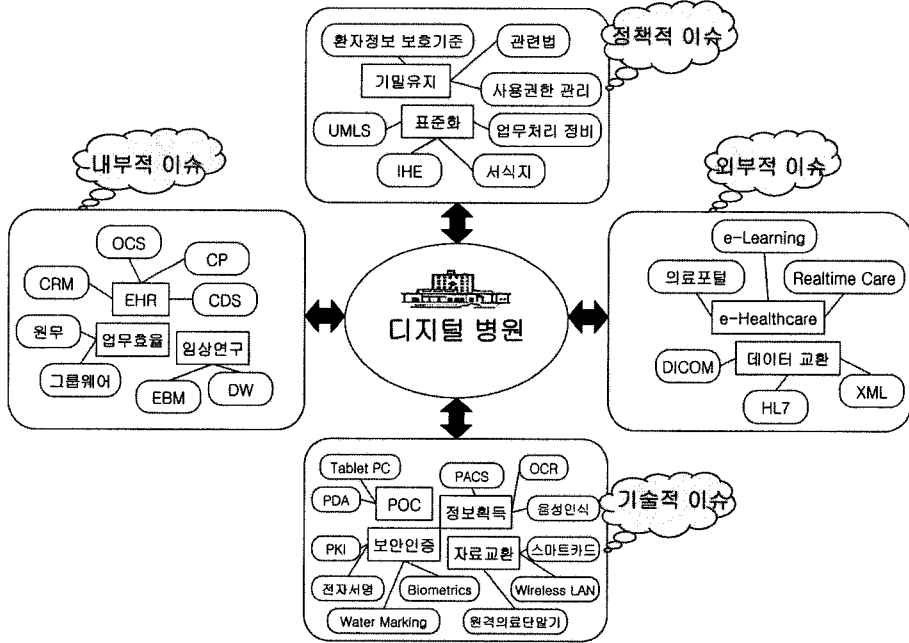 정책적 이슈
환자정보 보호기준
관련법
기밀유지
사용권한 관리
표준화
UMLS
업무처리 정비
IHE
서식지
내부적 이슈
OCS
CP
CRM
EHR
CDS
원무
업무효율
임상연구
그룹웨어
EBM
DW
디지털 병원
외부적 이슈
e-Learning
의료포털
Realtime Care
e-Healthcare
데이터 교환
DICOM
HL7
XML
기술적 이슈
Tablet PC
PACS
OCR
PDA
POC
정보획득
음성인식
PKI
보안인증
자료교환
스마트카드
전자서명
Biometrics
Wireless LAN
Water Marking
원격의료단말기